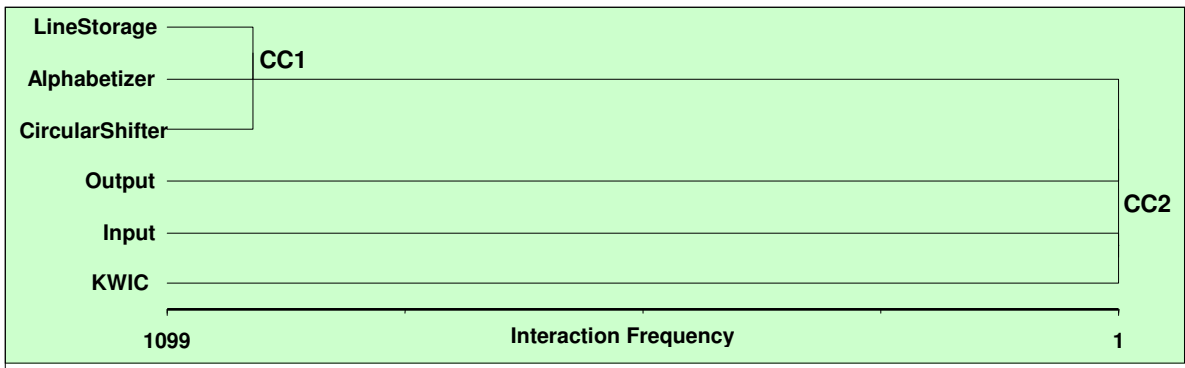 LineStorage
CC1
Alphabetizer
CircularShifter
Output
CC2
Input
KWIC
1099
Interaction Frequency
1